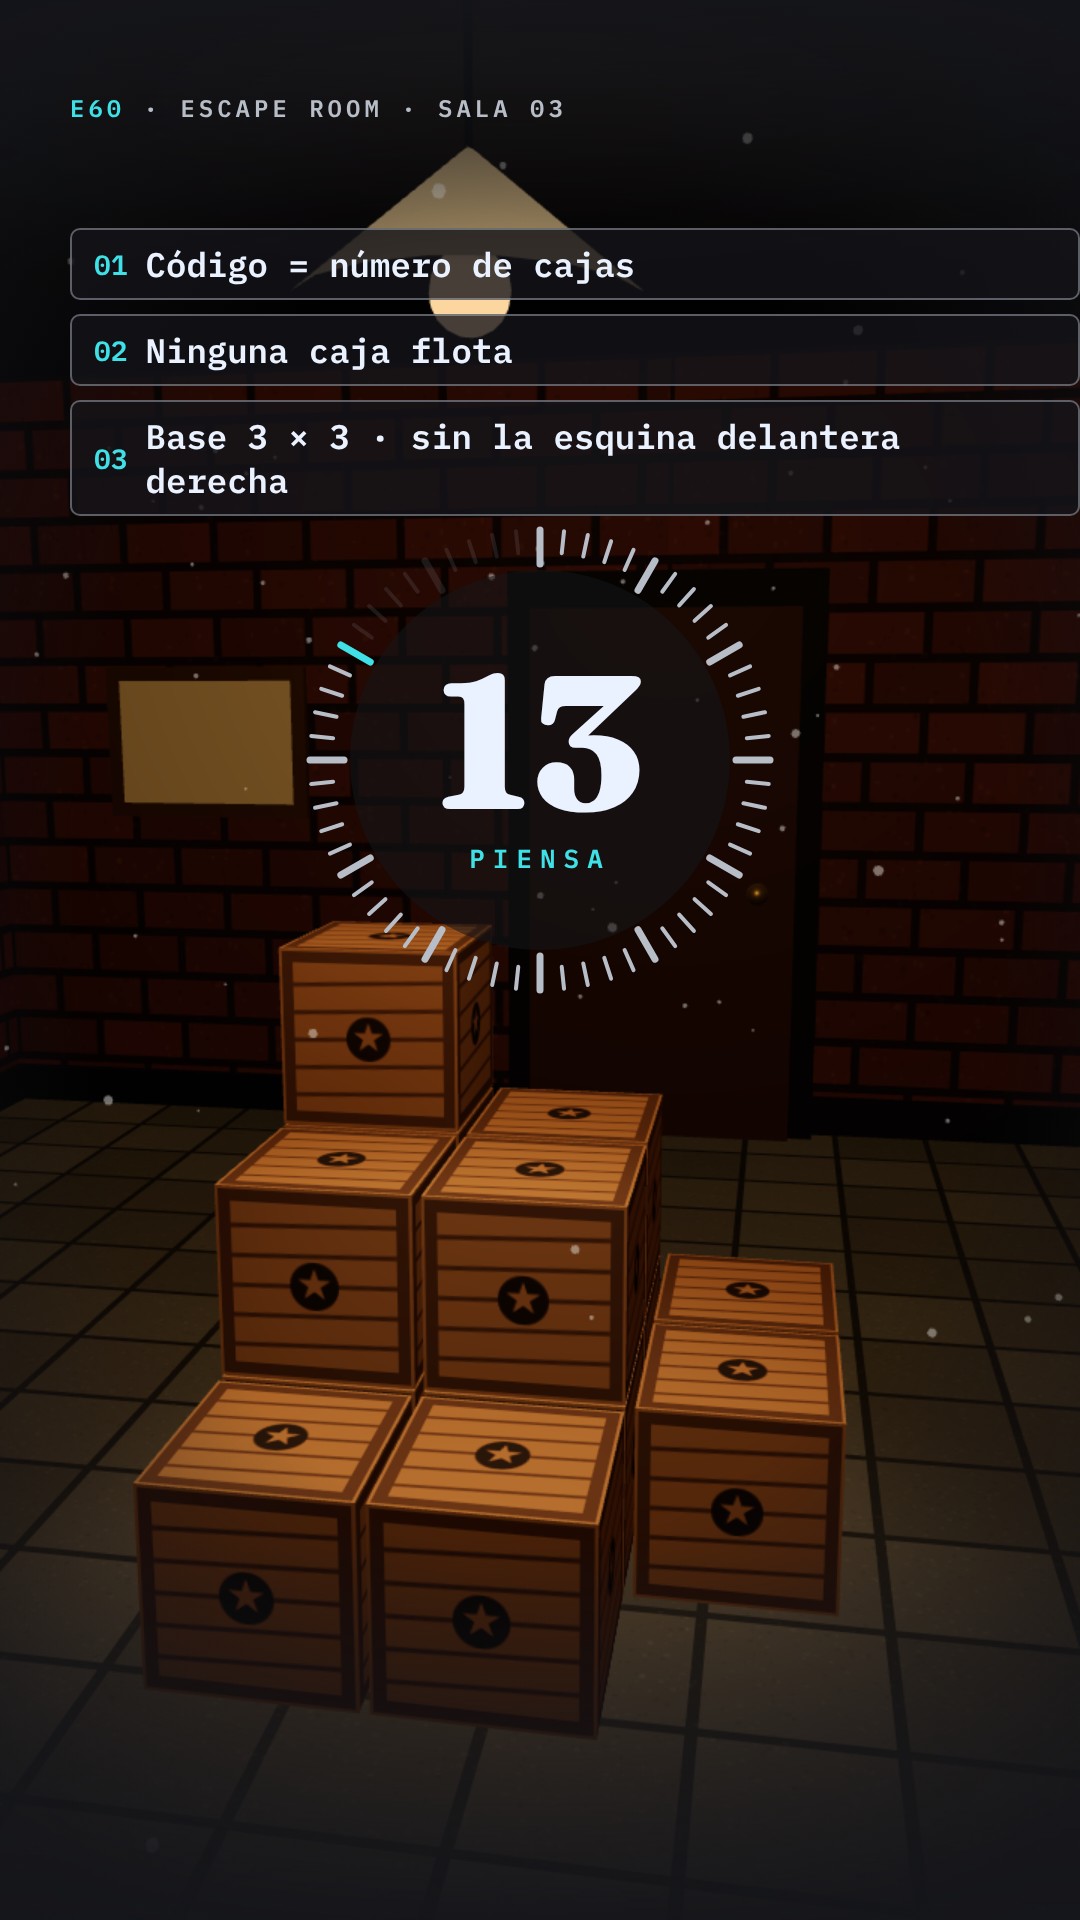 E60 · ESCAPE ROOM · SALA 03
01 Código = número de cajas
02 Ninguna caja flota
03 Base 3 × 3 · sin la esquina delantera
derecha
13
PIENSA